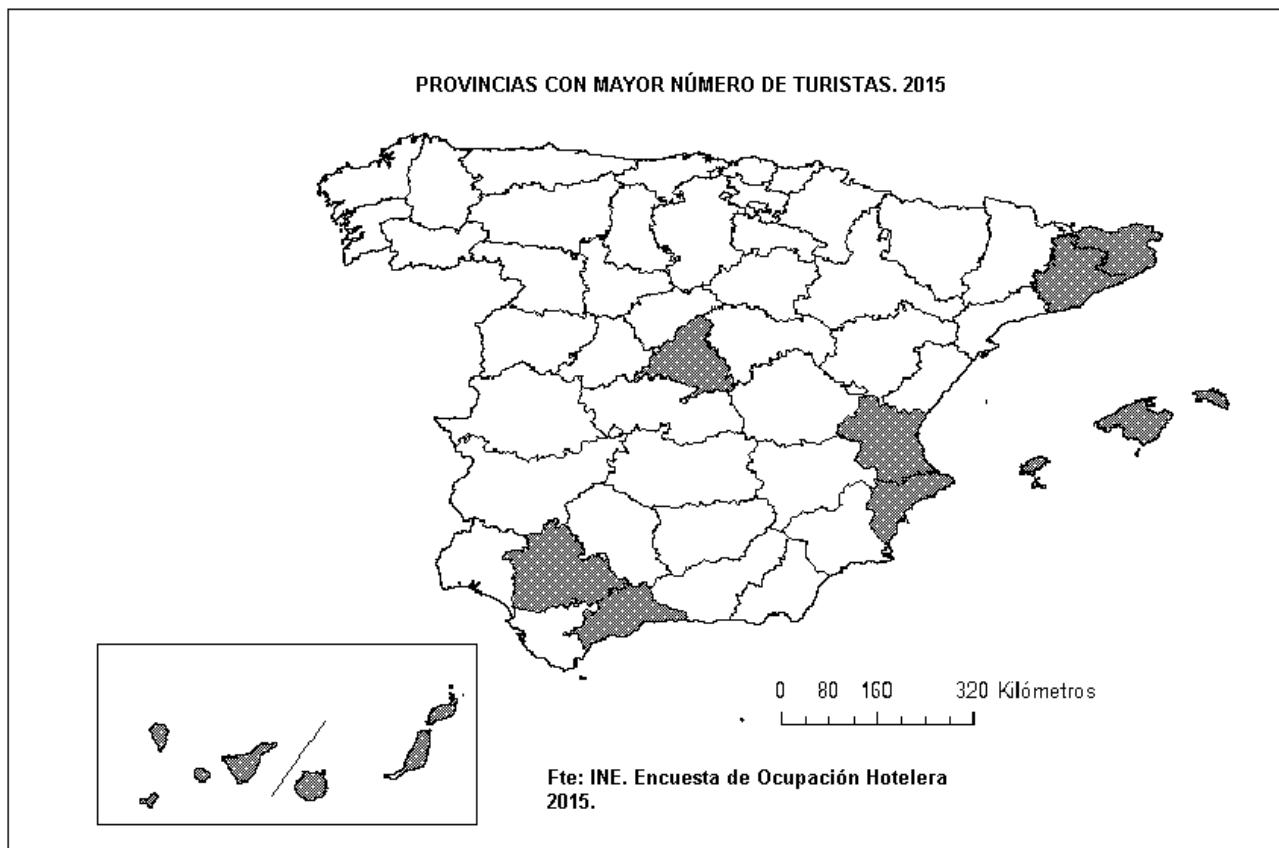 PROVINCIAS CON MAYOR NÚMERO DE TURISTAS. 2015
0 80 160 320 Kilómetros
Fte: INE. Encuesta de Ocupación Hotelera
2015.